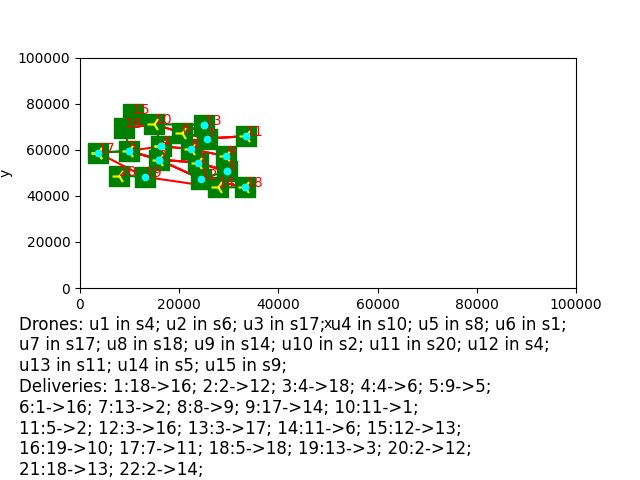 100000
80000
60000
40000
20000
0
y
0 20000 40000 60000 80000 100000
x
Drones: u1 in s4; u2 in s6; u3 in s17; u4 in s10; u5 in s8; u6 in s1;
u7 in s17; u8 in s18; u9 in s14; u10 in s2; u11 in s20; u12 in s4;
u13 in s11; u14 in s5; u15 in s9;
Deliveries: 1:18->16; 2:2->12; 3:4->18; 4:4->6; 5:9->5;
6:1->16; 7:13->2; 8:8->9; 9:17->14; 10:11->1;
11:5->2; 12:3->16; 13:3->17; 14:11->6; 15:12->13;
16:19->10; 17:7->11; 18:5->18; 19:13->3; 20:2->12;
21:18->13; 22:2->14;